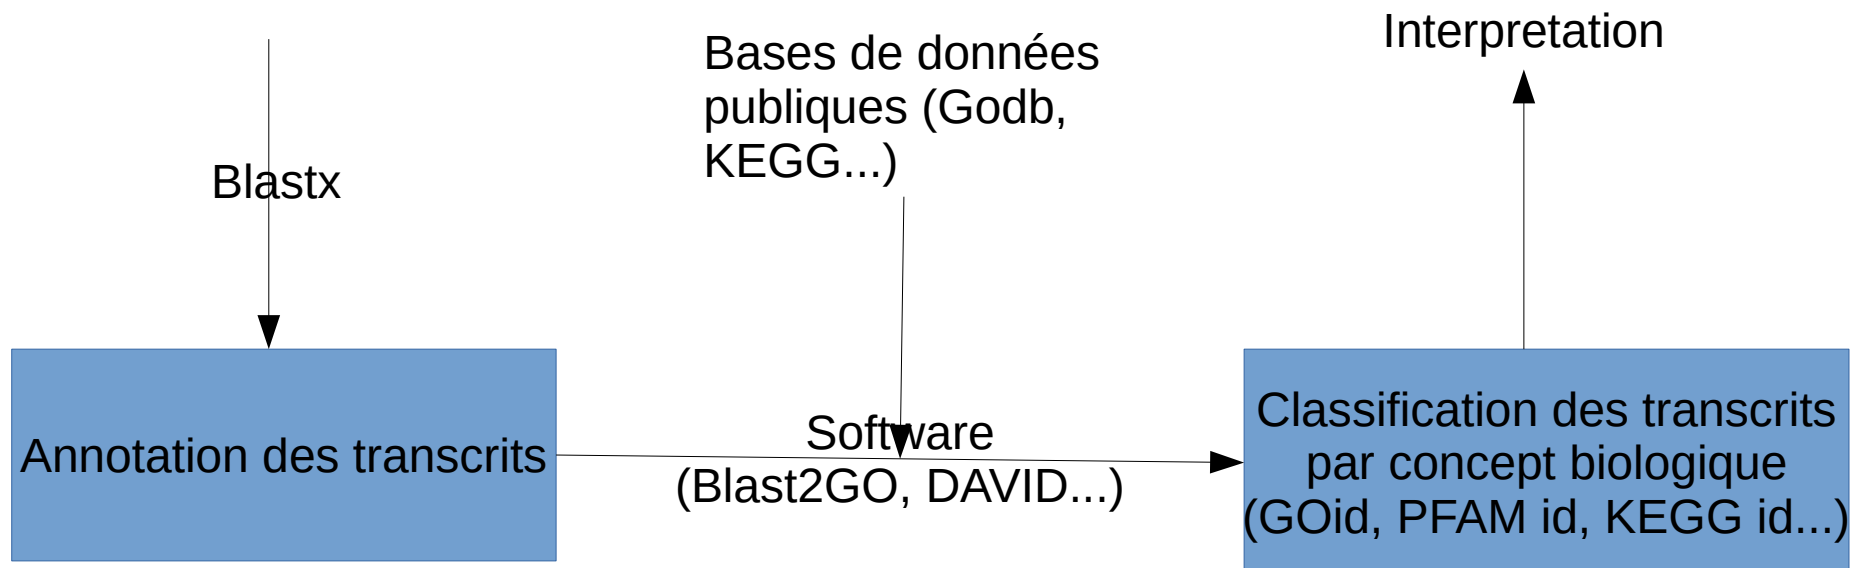 Blastx
Bases de données
publiques (Godb,
KEGG...)
Interpretation
Annotation des transcrits
Software
(Blast2GO, DAVID...)
Classification des transcrits
par concept biologique
(GOid, PFAM id, KEGG id...)